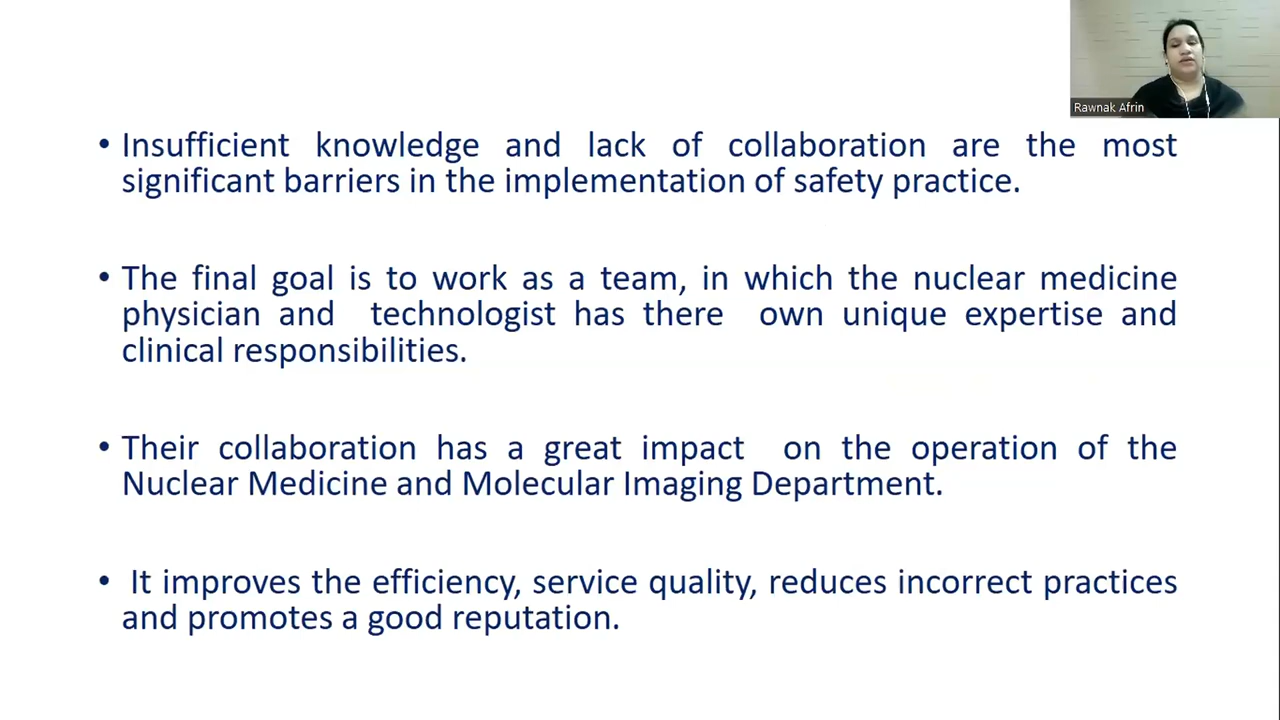 Rawnak Afrin
• Insufficient knowledge and lack of collaboration are the most
significant barriers in the implementation of safety practice.
• The final goal is to work as a team, in which the nuclear medicine
physician and technologist has there own unique expertise and
clinical responsibilities.
• Their collaboration has a great impact on the operation of the
Nuclear Medicine and Molecular Imaging Department.
• It improves the efficiency, service quality, reduces incorrect practices
and promotes a good reputation.